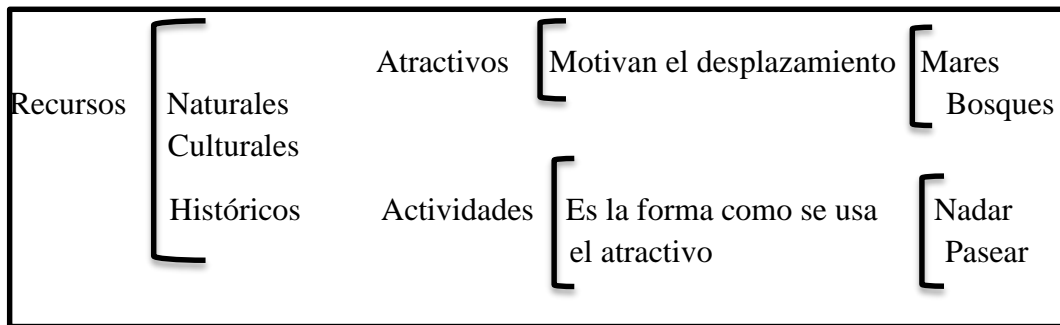 Atractivos Motivan el desplazamiento Mares
Recursos Naturales Bosques
Culturales
Históricos Actividades Es la forma como se usa Nadar
el atractivo Pasear